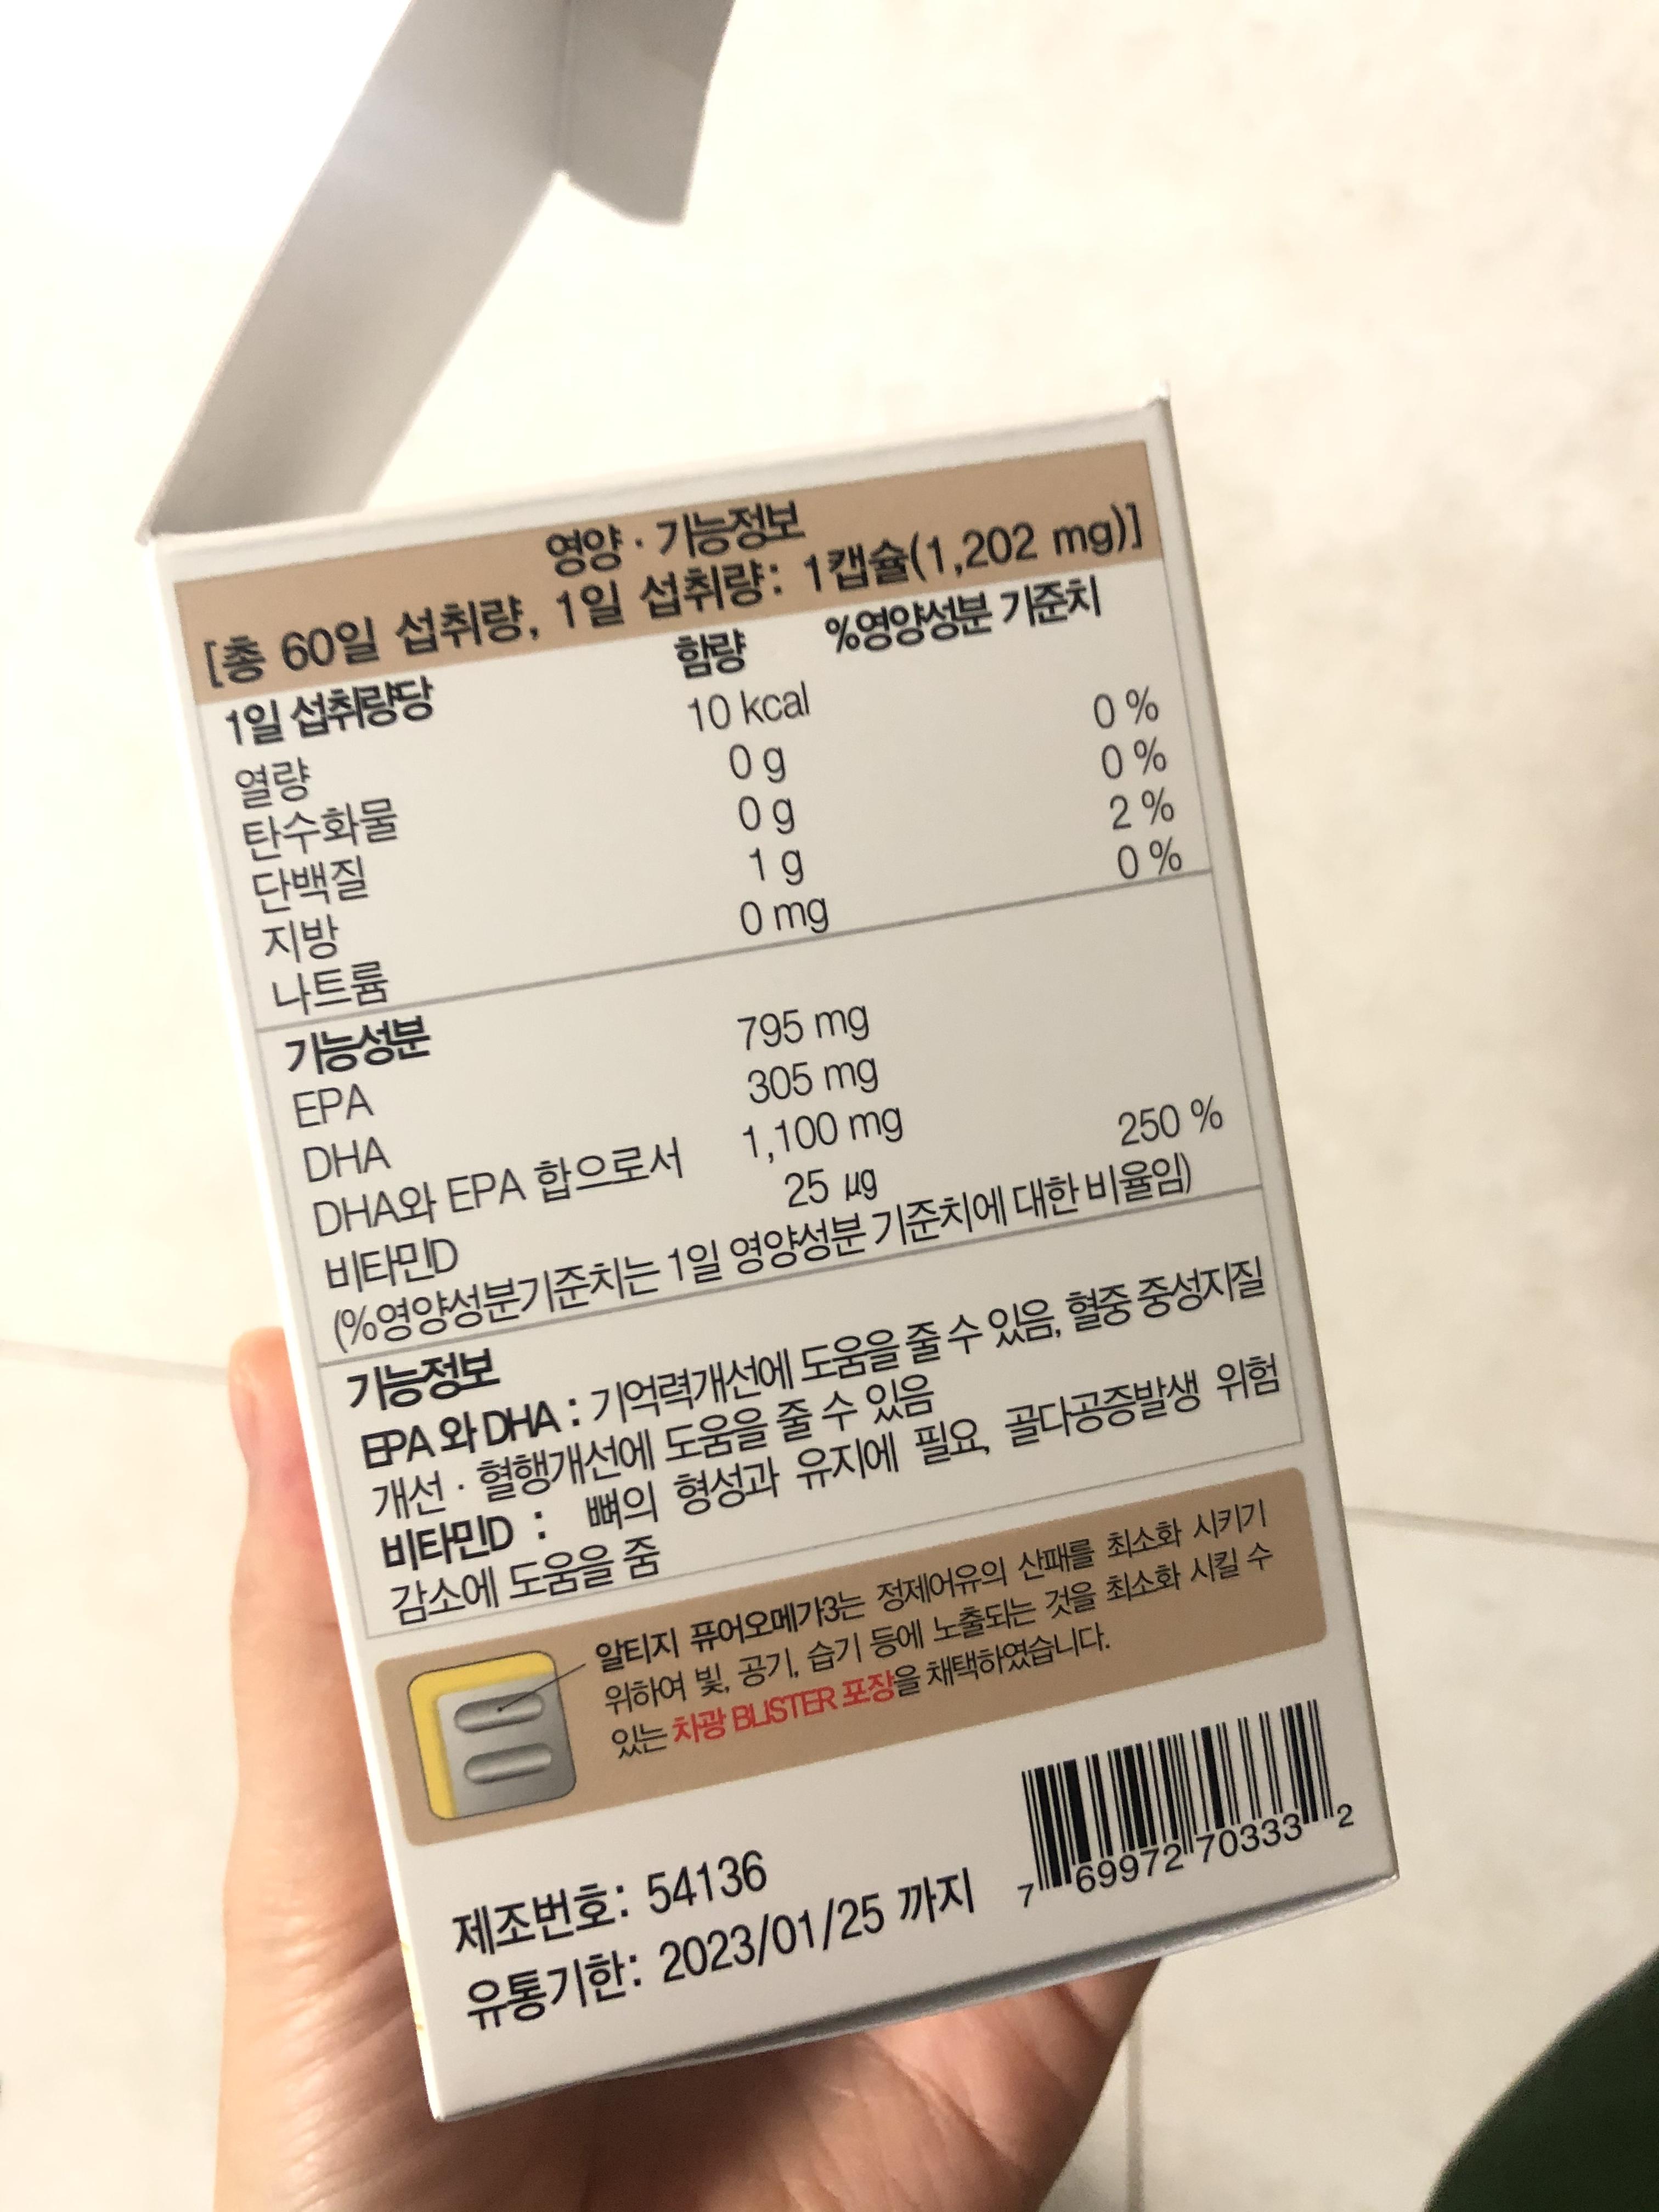 영양 · 기능정보
[총 60일 섭취량, 1일 섭취량: 1캡슐(1,202 mg)]
1일 섭취량당 함량 %영양성분 기준치
열량 10 kcal
탄수화물 0 g 0 %
단백질 0 g 0 %
지방 1 g 2 %
나트륨 0 mg 0 %
기능성분
EPA 795 mg
DHA 305 mg
DHA와 EPA 합으로서 1,100 mg
비타민D 25 µg 250 %
(%영양성분기준치는 1일 영양성분 기준치에 대한 비율임)
기능정보
EPA 와 DHA : 기억력개선에 도움을 줄 수 있음, 혈중 중성지질
개선 · 혈행개선에 도움을 줄 수 있음
비타민D : 뼈의 형성과 유지에 필요, 골다공증발생 위험
감소에 도움을 줌
알티지 퓨어오메가3는 정제어유의 산패를 최소화 시키기
위하여 빛, 공기, 습기 등에 노출되는 것을 최소화 시킬 수
있는 차광 BLISTER 포장을 채택하였습니다.
제조번호: 54136
유통기한: 2023/01/25 까지
7 69972 70333 2